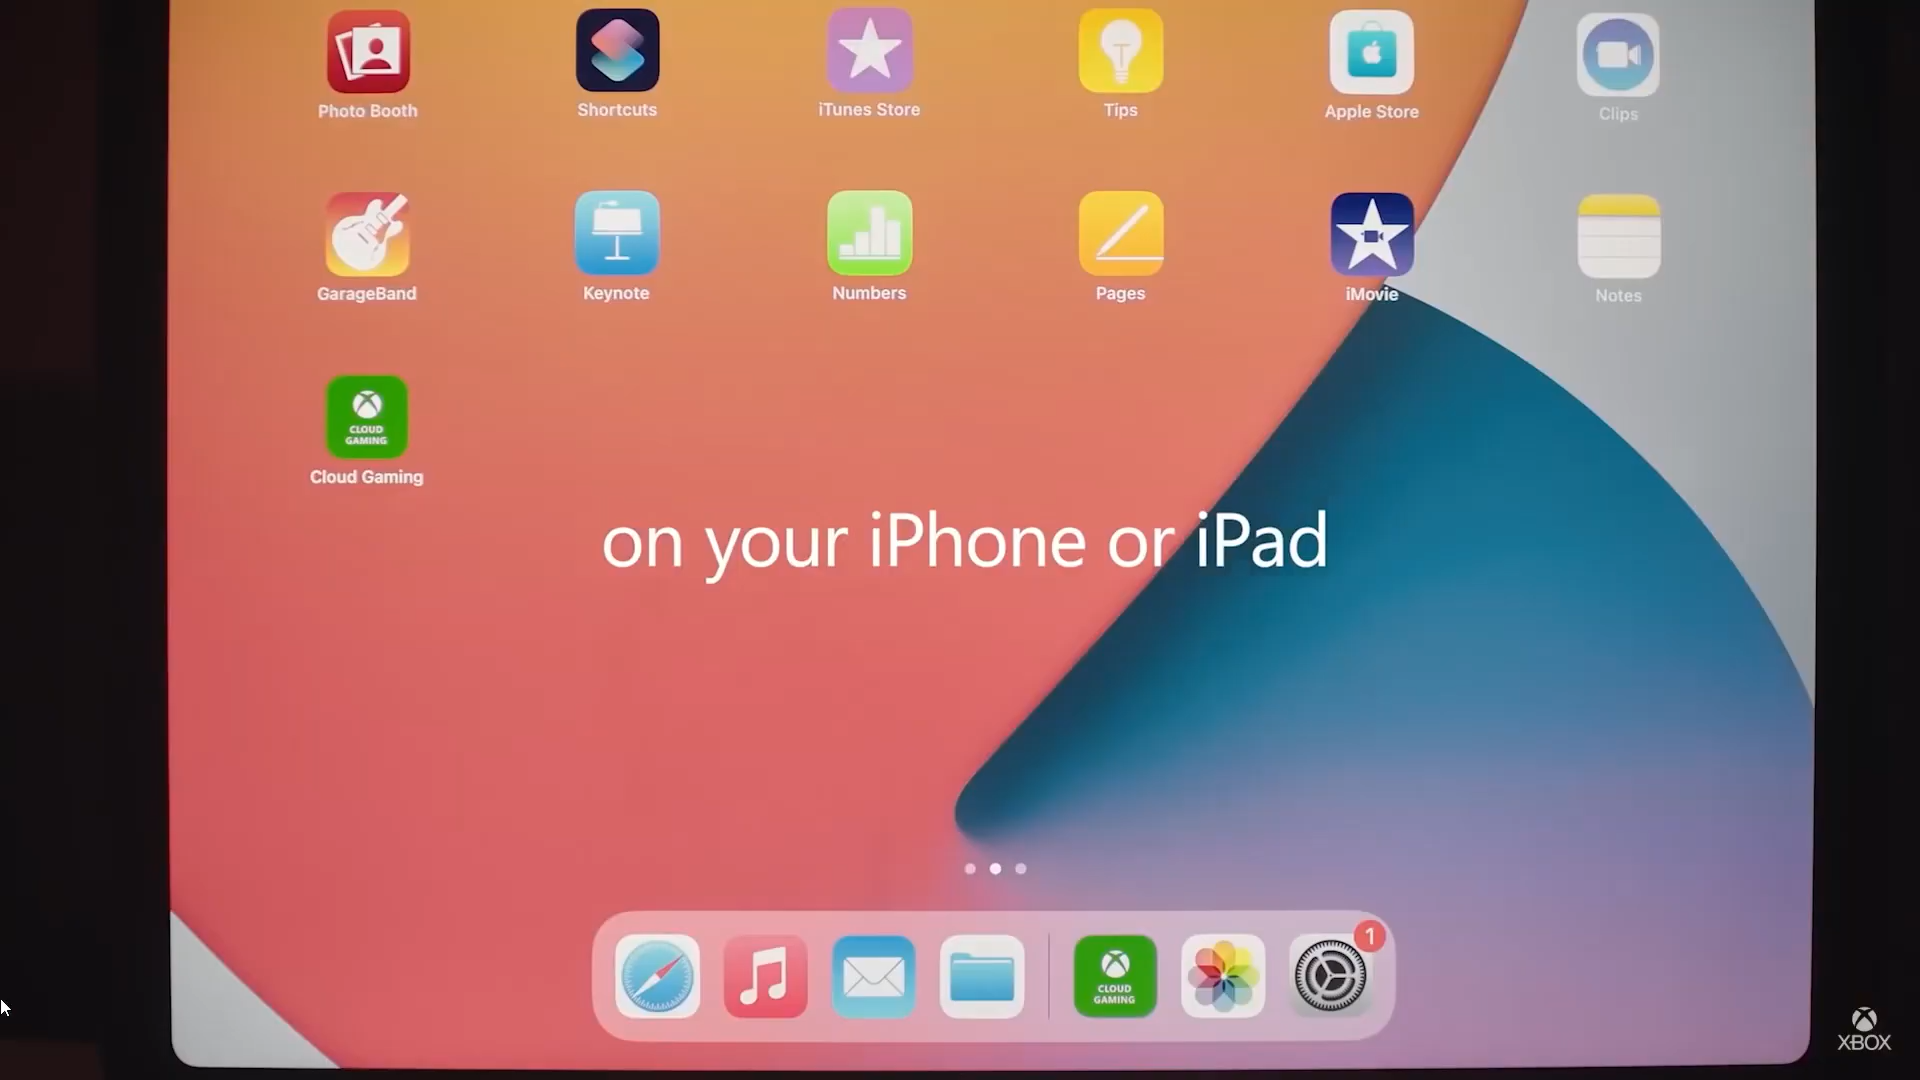 Photo Booth
Shortcuts
iTunes Store
Tips
Apple Store
Clips
GarageBand
Keynote
Numbers
Pages
iMovie
Notes
CLOUD
GAMING
Cloud Gaming
on your iPhone or iPad
CLOUD
GAMING
1
XBOX